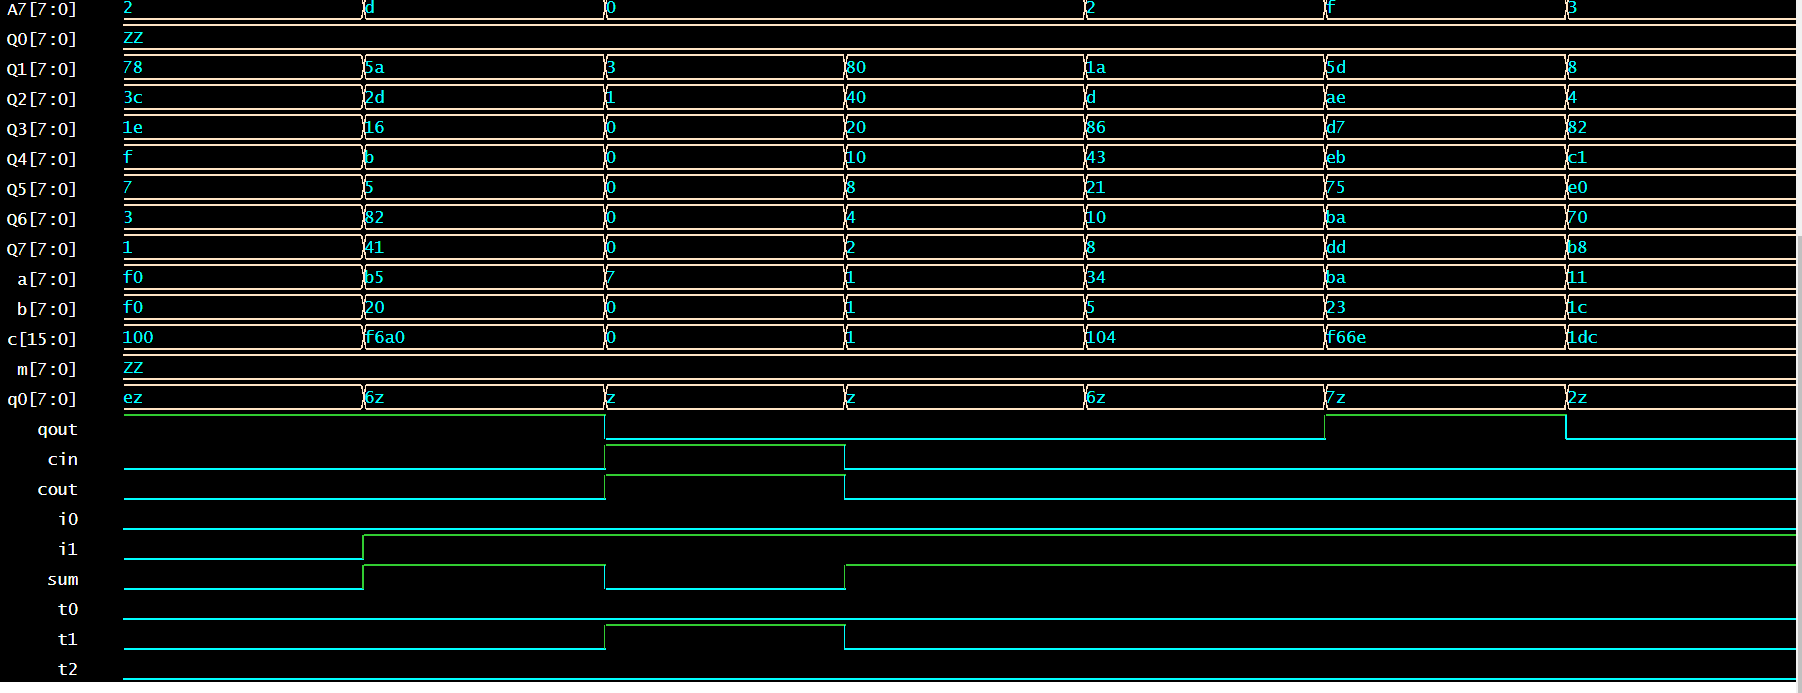 A7[7:0] 2 d 0 2 f 3
Q0[7:0] ZZ
Q1[7:0] 78 5a 3 80 1a 5d 8
Q2[7:0] 3c 2d 1 40 d ae 4
Q3[7:0] 1e 16 0 20 86 d7 82
Q4[7:0] f b 0 10 43 eb c1
Q5[7:0] 7 5 0 8 21 75 e0
Q6[7:0] 3 82 0 4 10 ba 70
Q7[7:0] 1 41 0 2 8 dd b8
a[7:0] f0 b5 7 1 34 ba 11
b[7:0] f0 20 0 1 5 23 1c
c[15:0] 100 f6a0 0 1 104 f66e 1dc
m[7:0] ZZ
q0[7:0] ez 6z z z 6z 7z 2z
qout
cin
cout
i0
i1
sum
t0
t1
t2